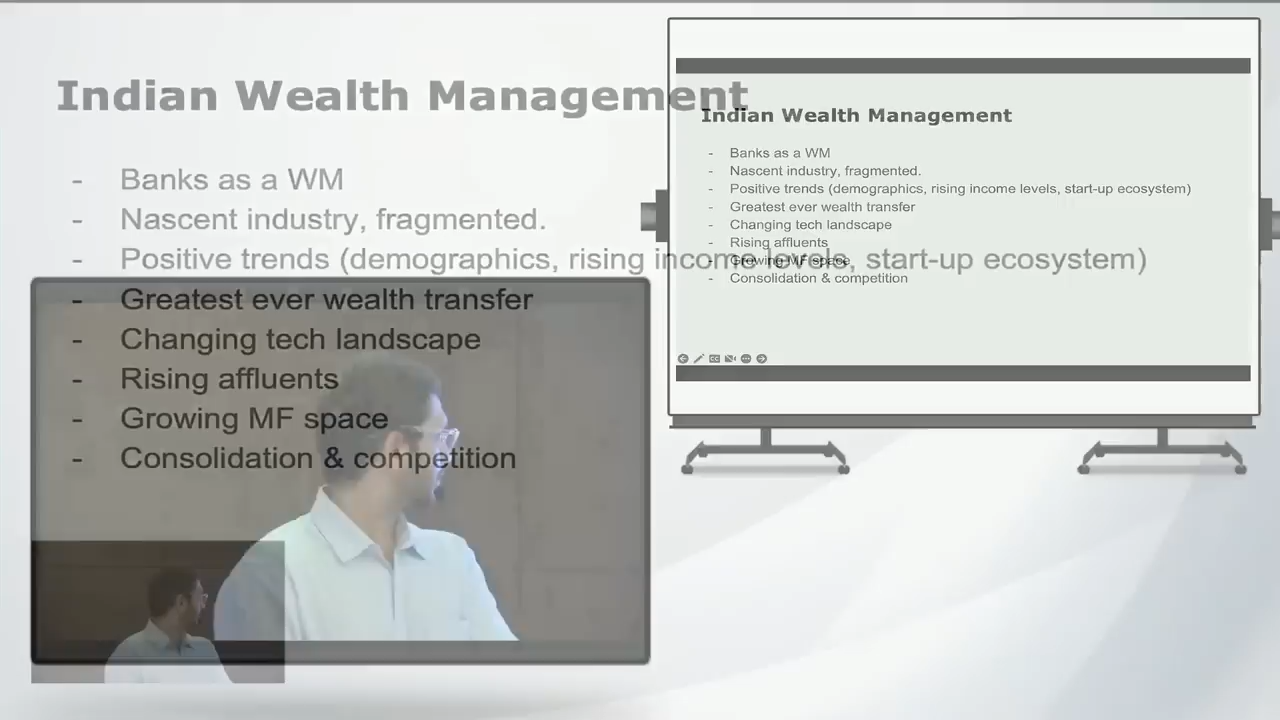 Indian Wealth Management
- Banks as a WM
- Nascent industry, fragmented.
- Positive trends (demographics, rising income levels, start-up ecosystem)
- Greatest ever wealth transfer
- Changing tech landscape
- Rising affluents
- Growing MF space
- Consolidation & competition
Indian Wealth Management
- Banks as a WM
- Nascent industry, fragmented.
- Positive trends (demographics, rising income levels, start-up ecosystem)
- Greatest ever wealth transfer
- Changing tech landscape
- Rising affluents
- Growing MF space
- Consolidation & competition